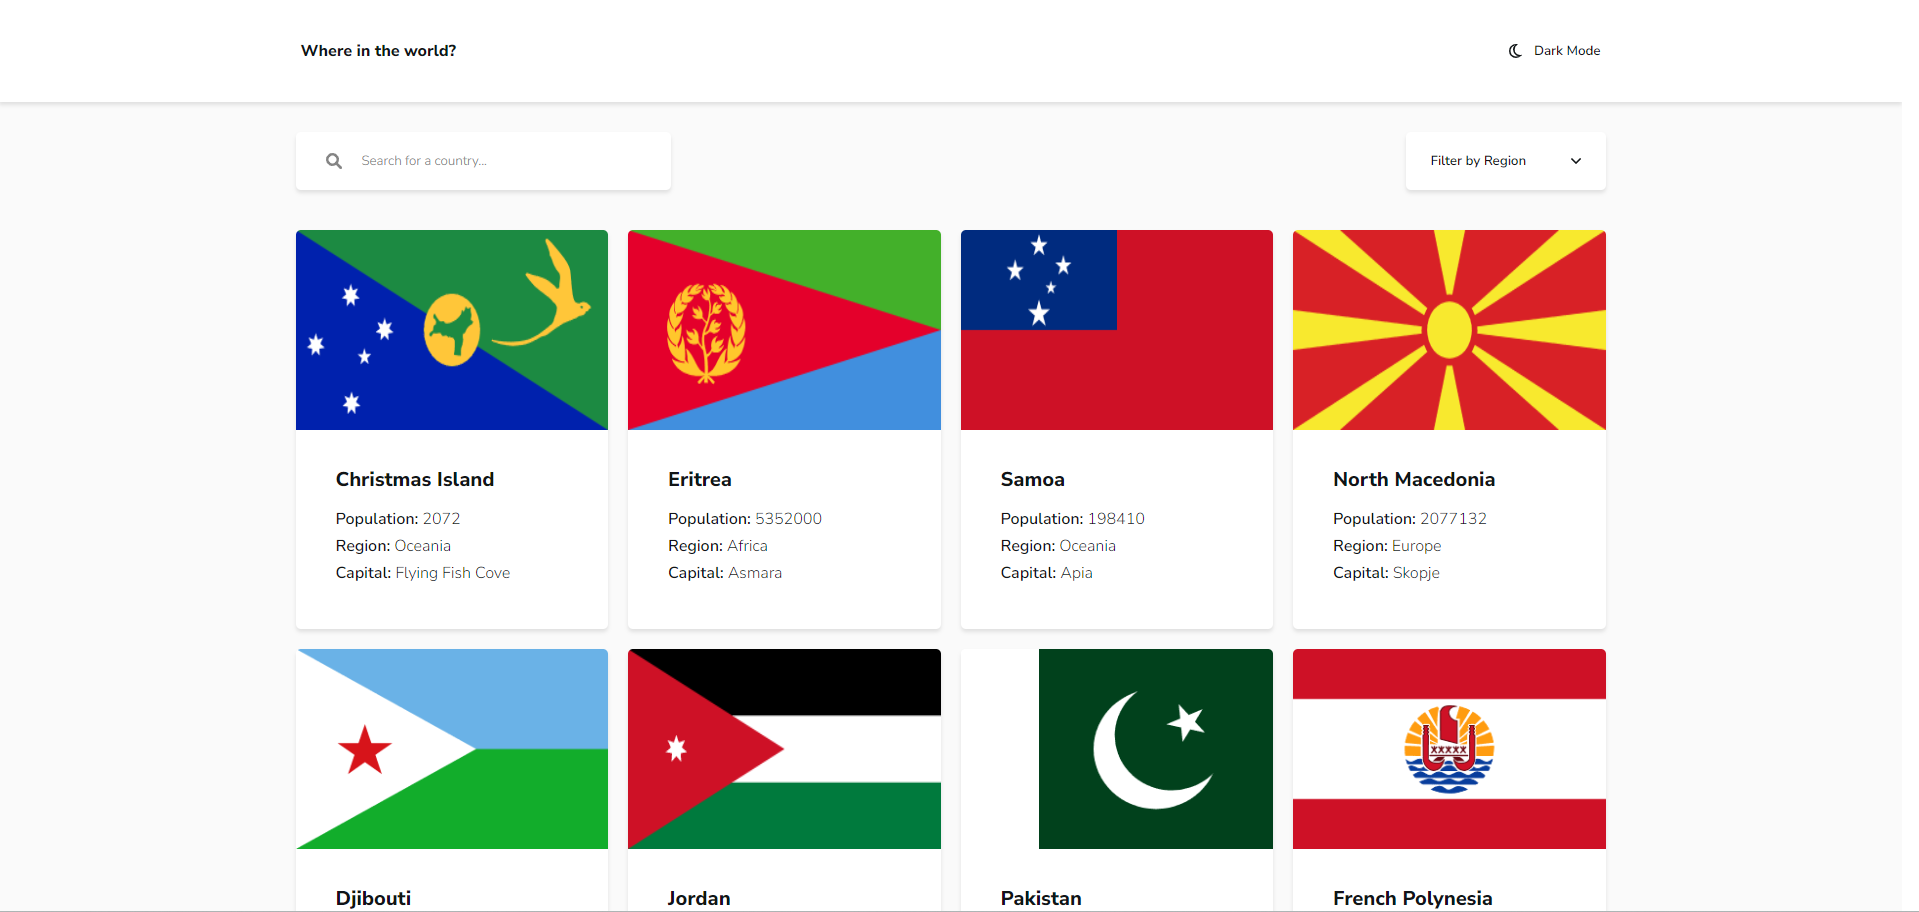 Where in the world?
Dark Mode
Search for a country...
Filter by Region
Christmas Island
Population: 2072
Region: Oceania
Capital: Flying Fish Cove
Eritrea
Population: 5352000
Region: Africa
Capital: Asmara
Samoa
Population: 198410
Region: Oceania
Capital: Apia
North Macedonia
Population: 2077132
Region: Europe
Capital: Skopje
Djibouti
Jordan
Pakistan
French Polynesia